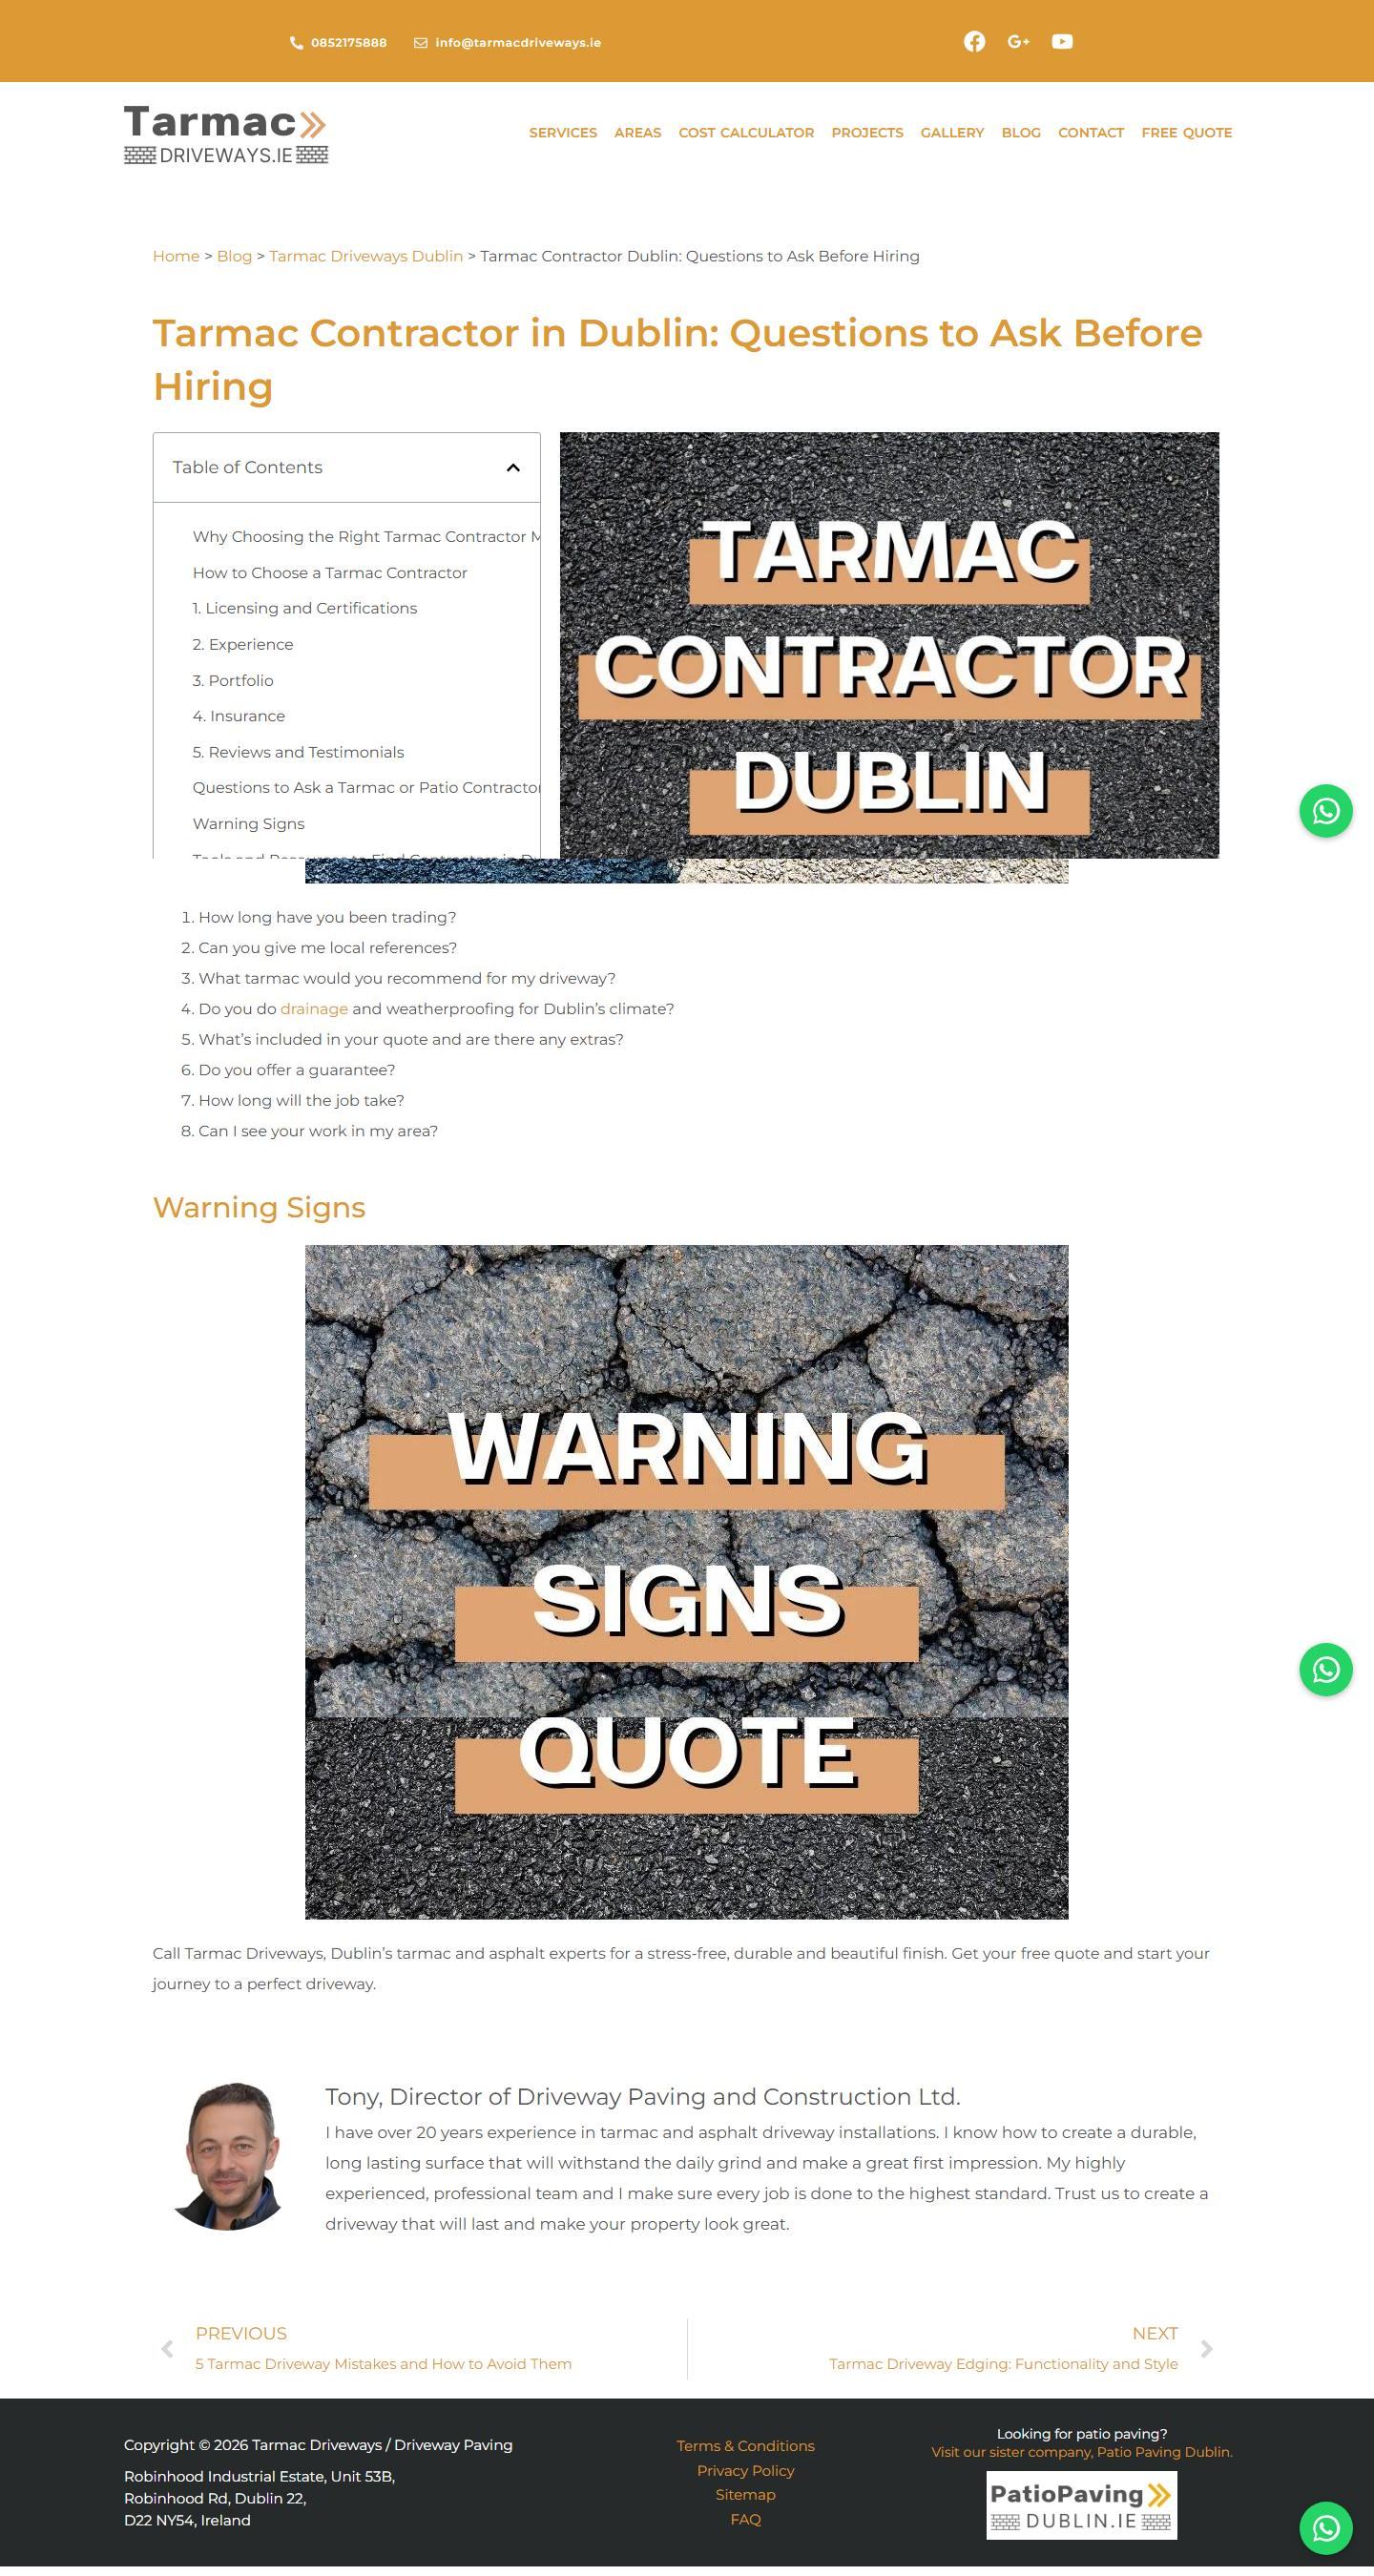 0852175888 info@tarmacdriveways.ie
Tarmac
DRIVEWAYS.IE
SERVICES AREAS COST CALCULATOR PROJECTS GALLERY BLOG CONTACT FREE QUOTE
Home > Blog > Tarmac Driveways Dublin > Tarmac Contractor Dublin: Questions to Ask Before Hiring
Tarmac Contractor in Dublin: Questions to Ask Before
Hiring
Table of Contents
Why Choosing the Right Tarmac Contractor M
How to Choose a Tarmac Contractor
1. Licensing and Certifications
2. Experience
3. Portfolio
4. Insurance
5. Reviews and Testimonials
Questions to Ask a Tarmac or Patio Contractor
Warning Signs
TARMAC
CONTRACTOR
DUBLIN
1. How long have you been trading?
2. Can you give me local references?
3. What tarmac would you recommend for my driveway?
4. Do you do drainage and weatherproofing for Dublin’s climate?
5. What’s included in your quote and are there any extras?
6. Do you offer a guarantee?
7. How long will the job take?
8. Can I see your work in my area?
Warning Signs
WARNING
SIGNS
QUOTE
Call Tarmac Driveways, Dublin’s tarmac and asphalt experts for a stress-free, durable and beautiful finish. Get your free quote and start your
journey to a perfect driveway.
Tony, Director of Driveway Paving and Construction Ltd.
I have over 20 years experience in tarmac and asphalt driveway installations. I know how to create a durable,
long lasting surface that will withstand the daily grind and make a great first impression. My highly
experienced, professional team and I make sure every job is done to the highest standard. Trust us to create a
driveway that will last and make your property look great.
PREVIOUS
5 Tarmac Driveway Mistakes and How to Avoid Them
NEXT
Tarmac Driveway Edging: Functionality and Style
Copyright © 2026 Tarmac Driveways / Driveway Paving
Robinhood Industrial Estate, Unit 53B,
Robinhood Rd, Dublin 22,
D22 NY54, Ireland
Terms & Conditions
Privacy Policy
Sitemap
FAQ
Looking for patio paving?
Visit our sister company, Patio Paving Dublin.
PatioPaving
DUBLIN.IE